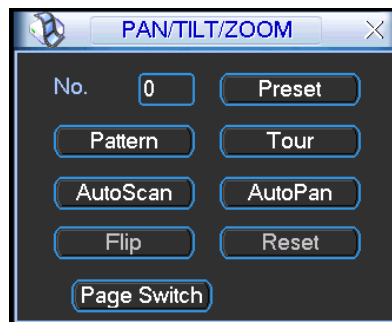 PAN/TILT/ZOOM
No. 0 Preset
Pattern Tour
AutoScan AutoPan
Flip Reset
Page Switch